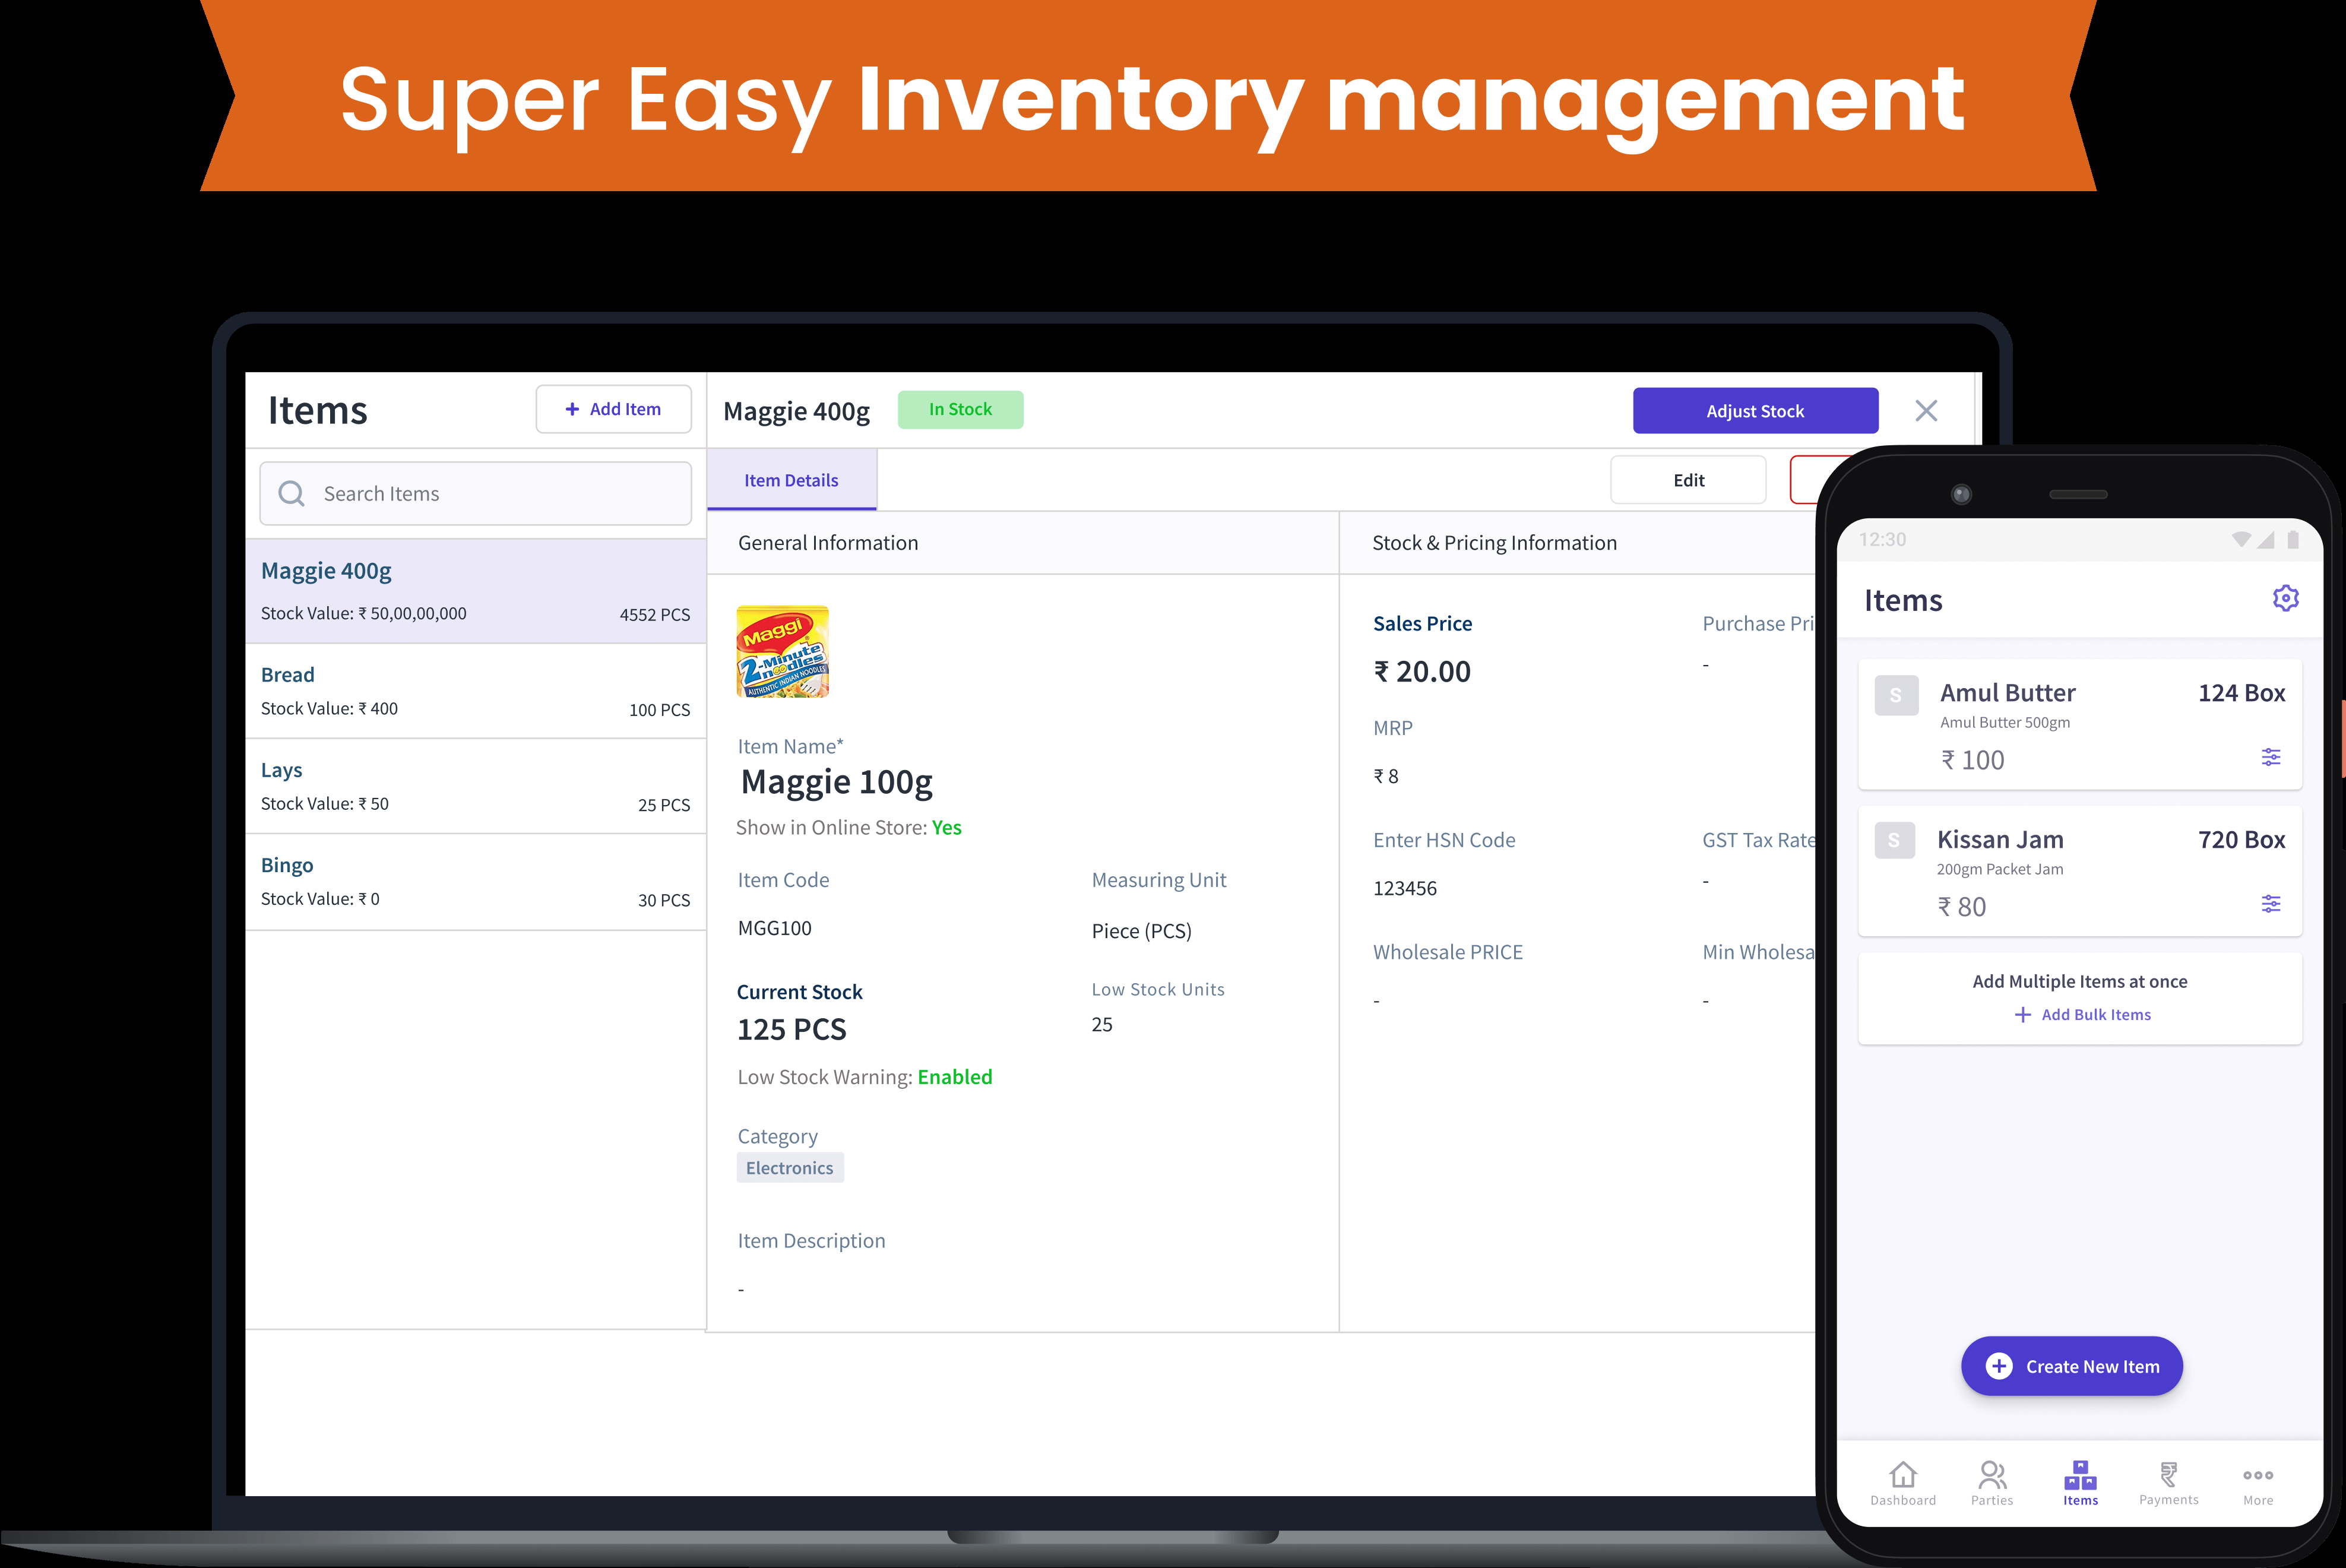 Super Easy Inventory management
Items
+ Add Item
Search Items
Maggie 400g
Stock Value: ₹ 50,00,00,000
4552 PCS
Bread
Stock Value: ₹ 400
100 PCS
Lays
Stock Value: ₹ 50
25 PCS
Bingo
Stock Value: ₹ 0
30 PCS
Maggie 400g
In Stock
Adjust Stock
Item Details
Edit
General Information
Maggi
2-Minute
noodles
AUTHENTIC INDIAN NOODLES
Item Name*
Maggie 100g
Show in Online Store: Yes
Item Code
MGG100
Measuring Unit
Piece (PCS)
Current Stock
125 PCS
Low Stock Units
25
Low Stock Warning: Enabled
Category
Electronics
Item Description
-
Stock & Pricing Information
Sales Price
₹ 20.00
Purchase Pri
-
MRP
₹ 8
Enter HSN Code
123456
GST Tax Rate
-
Wholesale PRICE
-
Min Wholesa
-
12:30
Items
S
Amul Butter
124 Box
Amul Butter 500gm
₹ 100
S
Kissan Jam
720 Box
200gm Packet Jam
₹ 80
Add Multiple Items at once
+ Add Bulk Items
Create New Item
Dashboard
Parties
Items
Payments
More